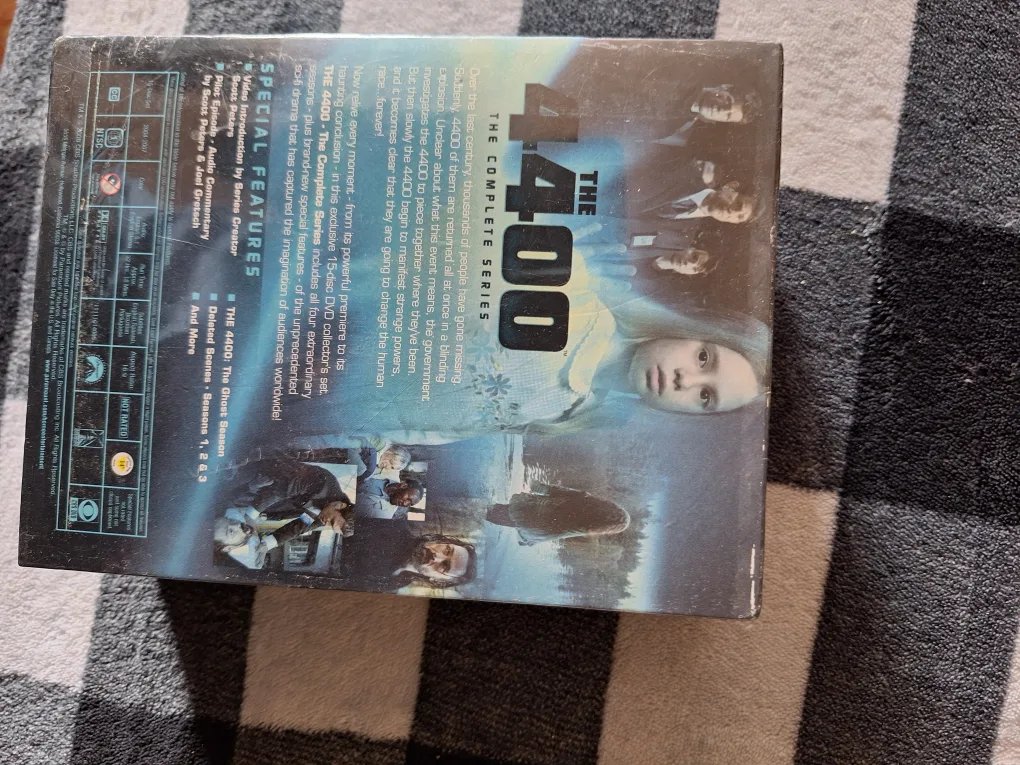 THE
4400
THE COMPLETE SERIES
Over the last century, thousands of people have gone missing.
Suddenly 4400 of them are returned all at once in a blinding
explosion. Unclear about what this event means, the government
investigates the 4400 to piece together where they've been.
But then slowly the 4400 begin to manifest strange powers,
and it becomes clear that they are going to change the human
race... forever!
Now relive every moment - from its powerful premiere to its
haunting conclusion - in this exclusive 15-disc DVD collector's set.
THE 4400 - The Complete Series includes all four extraordinary
seasons - plus brand-new special features - of the unprecedented
sci-fi drama that has captured the imagination of audiences worldwide!
SPECIAL FEATURES
Video Introduction by Series Creator
Scott Peters
Pilot Episode - Audio Commentary
by Scott Peters & Joel Gretsch
THE 4400: The Ghost Season
Deleted Scenes - Seasons 1, 2 & 3
And More
NTSC
Aspect Ratio
NOT RATED